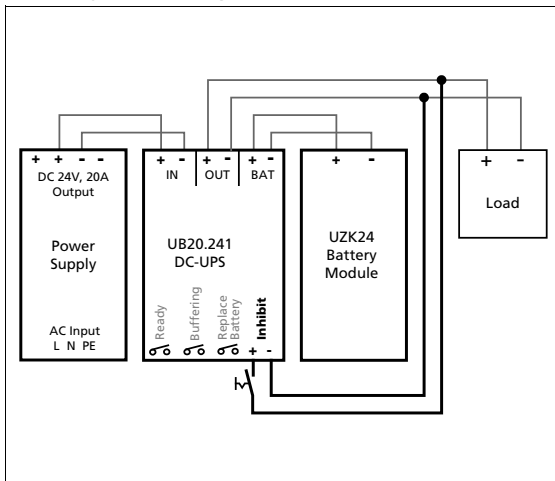 + + - -
DC 24V, 20A
Output
Power
Supply
AC Input
L N PE
+ - + - + -
IN OUT BAT
UB20.241
DC-UPS
Ready
Buffering
Replace
Battery
Inhibit
+ -
+ -
UZK24
Battery
Module
+ -
Load